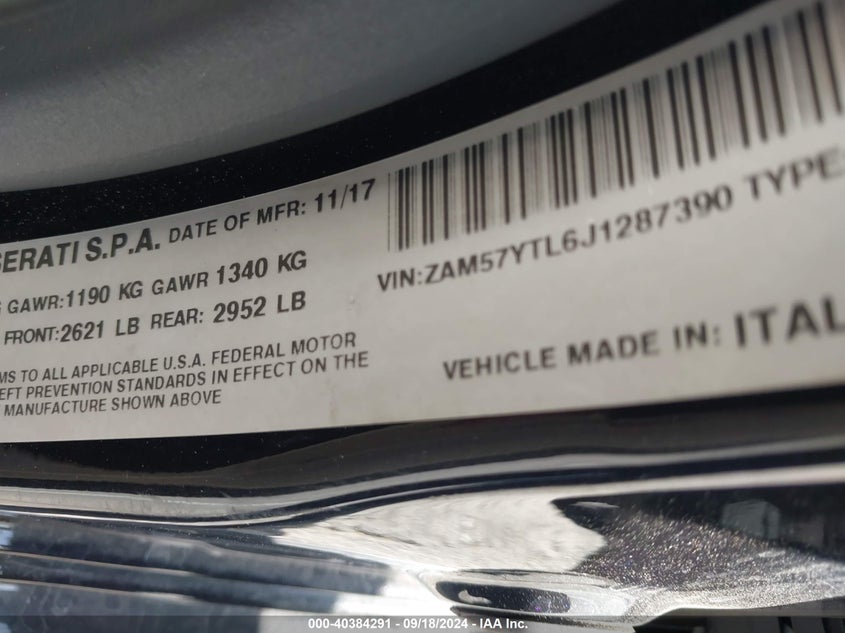 SERATI S.P.A. DATE OF MFR: 11/17
GAWR:1190 KG GAWR 1340 KG
FRONT:2621 LB REAR: 2952 LB
MS TO ALL APPLICABLE U.S.A. FEDERAL MOTOR
EFT PREVENTION STANDARDS IN EFFECT ON THE
MANUFACTURE SHOWN ABOVE
VIN:ZAM57YTL6J1287390 TYPE:
VEHICLE MADE IN: ITAL
000-40384291 - 09/18/2024 - IAA Inc.